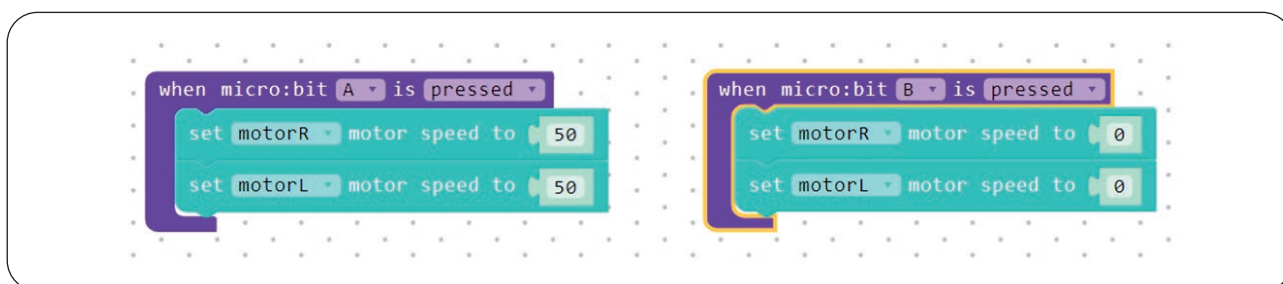 when micro:bit A is pressed
set motorR motor speed to 50
set motorL motor speed to 50
when micro:bit B is pressed
set motorR motor speed to 0
set motorL motor speed to 0